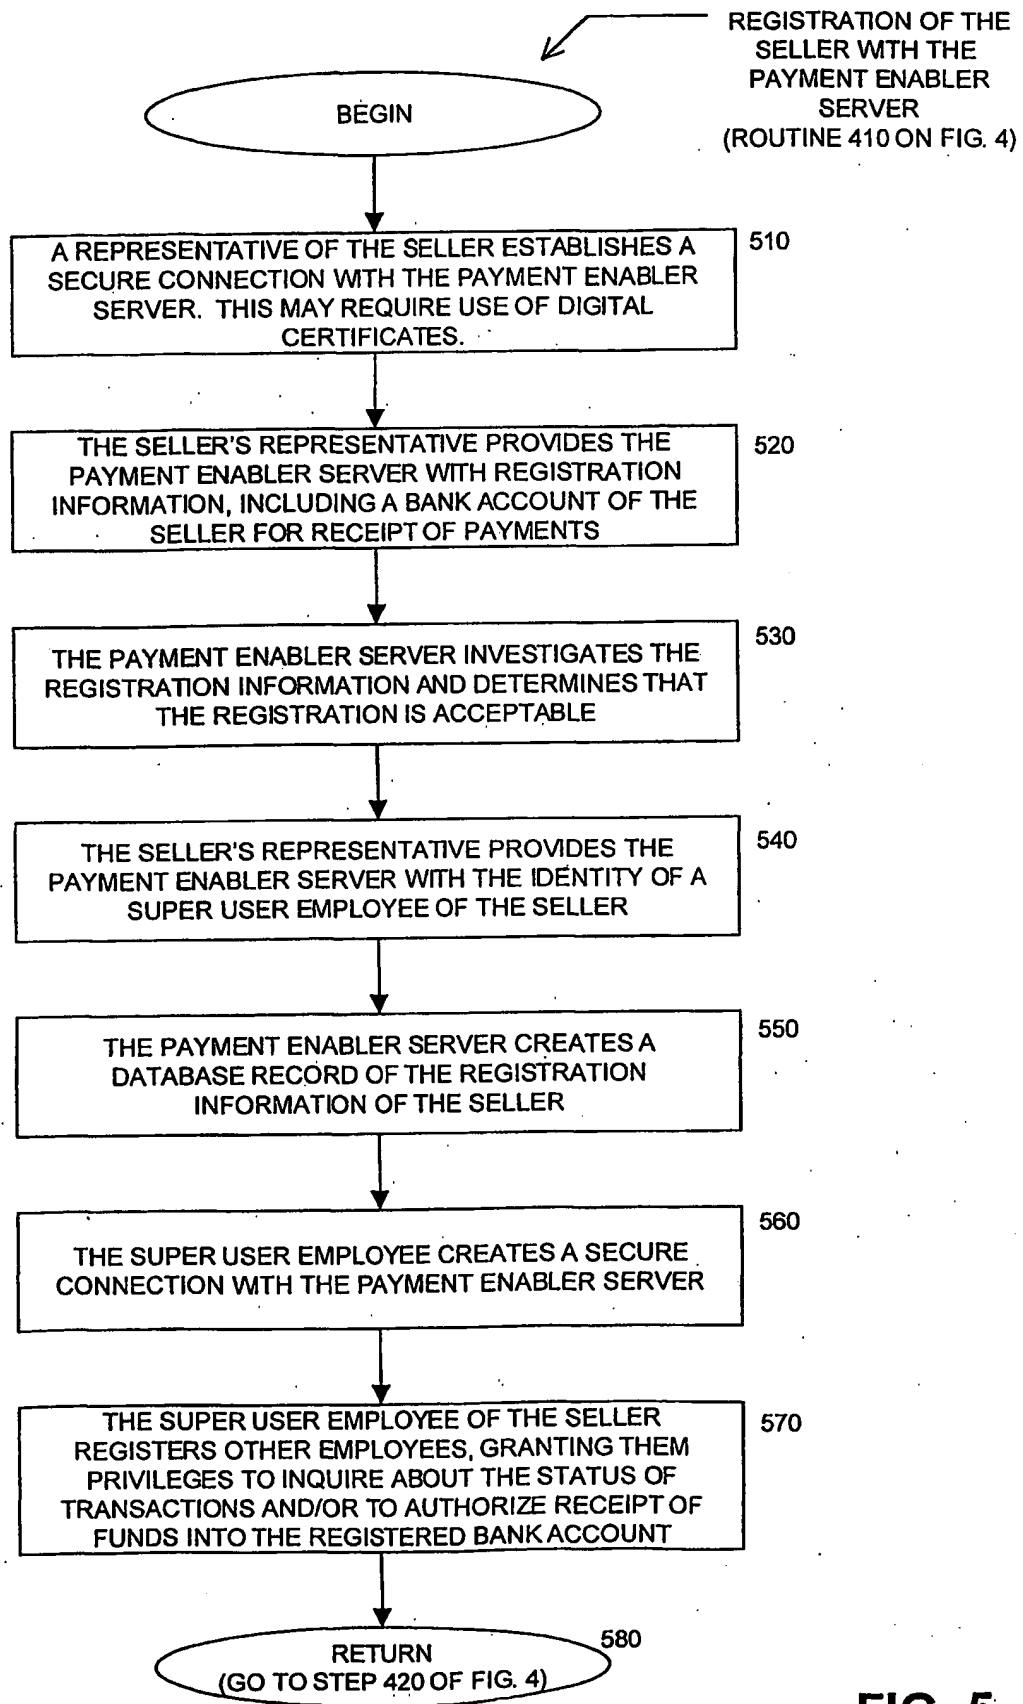 REGISTRATION OF THE
SELLER WITH THE
PAYMENT ENABLER
SERVER
(ROUTINE 410 ON FIG. 4)
BEGIN
510
A REPRESENTATIVE OF THE SELLER ESTABLISHES A
SECURE CONNECTION WITH THE PAYMENT ENABLER
SERVER. THIS MAY REQUIRE USE OF DIGITAL
CERTIFICATES.
520
THE SELLER'S REPRESENTATIVE PROVIDES THE
PAYMENT ENABLER SERVER WITH REGISTRATION
INFORMATION, INCLUDING A BANK ACCOUNT OF THE
SELLER FOR RECEIPT OF PAYMENTS
530
THE PAYMENT ENABLER SERVER INVESTIGATES THE
REGISTRATION INFORMATION AND DETERMINES THAT
THE REGISTRATION IS ACCEPTABLE
540
THE SELLER'S REPRESENTATIVE PROVIDES THE
PAYMENT ENABLER SERVER WITH THE IDENTITY OF A
SUPER USER EMPLOYEE OF THE SELLER
550
THE PAYMENT ENABLER SERVER CREATES A
DATABASE RECORD OF THE REGISTRATION
INFORMATION OF THE SELLER
560
THE SUPER USER EMPLOYEE CREATES A SECURE
CONNECTION WITH THE PAYMENT ENABLER SERVER
570
THE SUPER USER EMPLOYEE OF THE SELLER
REGISTERS OTHER EMPLOYEES, GRANTING THEM
PRIVILEGES TO INQUIRE ABOUT THE STATUS OF
TRANSACTIONS AND/OR TO AUTHORIZE RECEIPT OF
FUNDS INTO THE REGISTERED BANK ACCOUNT
580
RETURN
(GO TO STEP 420 OF FIG. 4)
FIG. 5